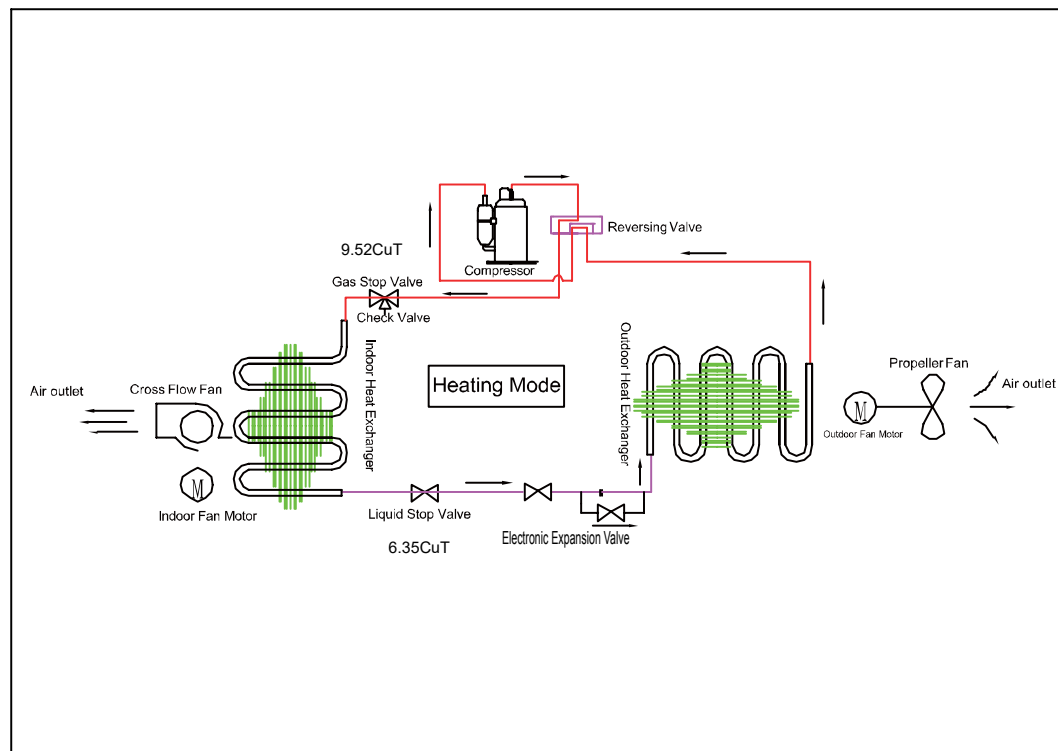 Reversing Valve
9.52CuT
Compressor
Gas Stop Valve
Check Valve
Indoor Heat Exchanger
Heating Mode
Outdoor Heat Exchanger
Propeller Fan
Air outlet
Cross Flow Fan
Air outlet
M
Outdoor Fan Motor
M
Indoor Fan Motor
Liquid Stop Valve
Electronic Expansion Valve
6.35CuT